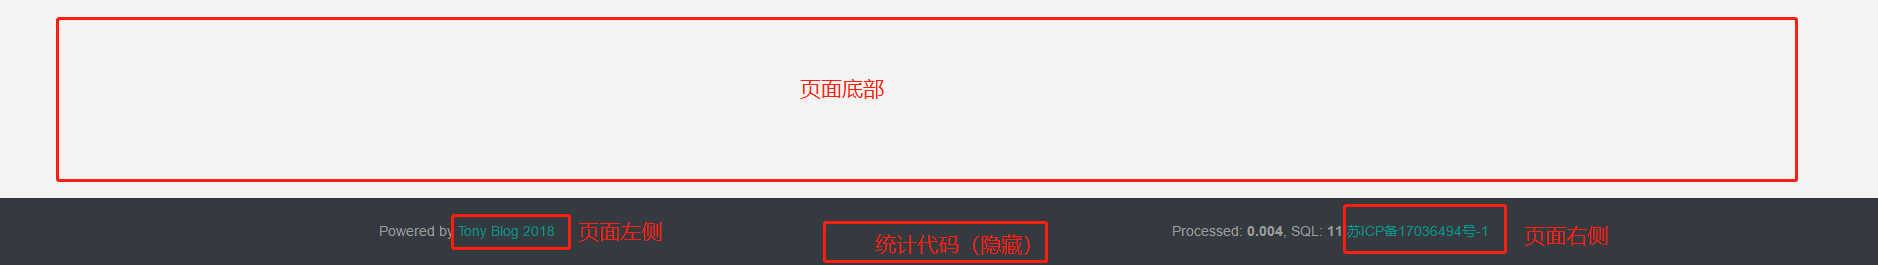 页面底部
Powered by Tony Blog 2018 页面左侧 统计代码（隐藏） Processed: 0.004, SQL: 11 苏ICP备17036494号-1 页面右侧